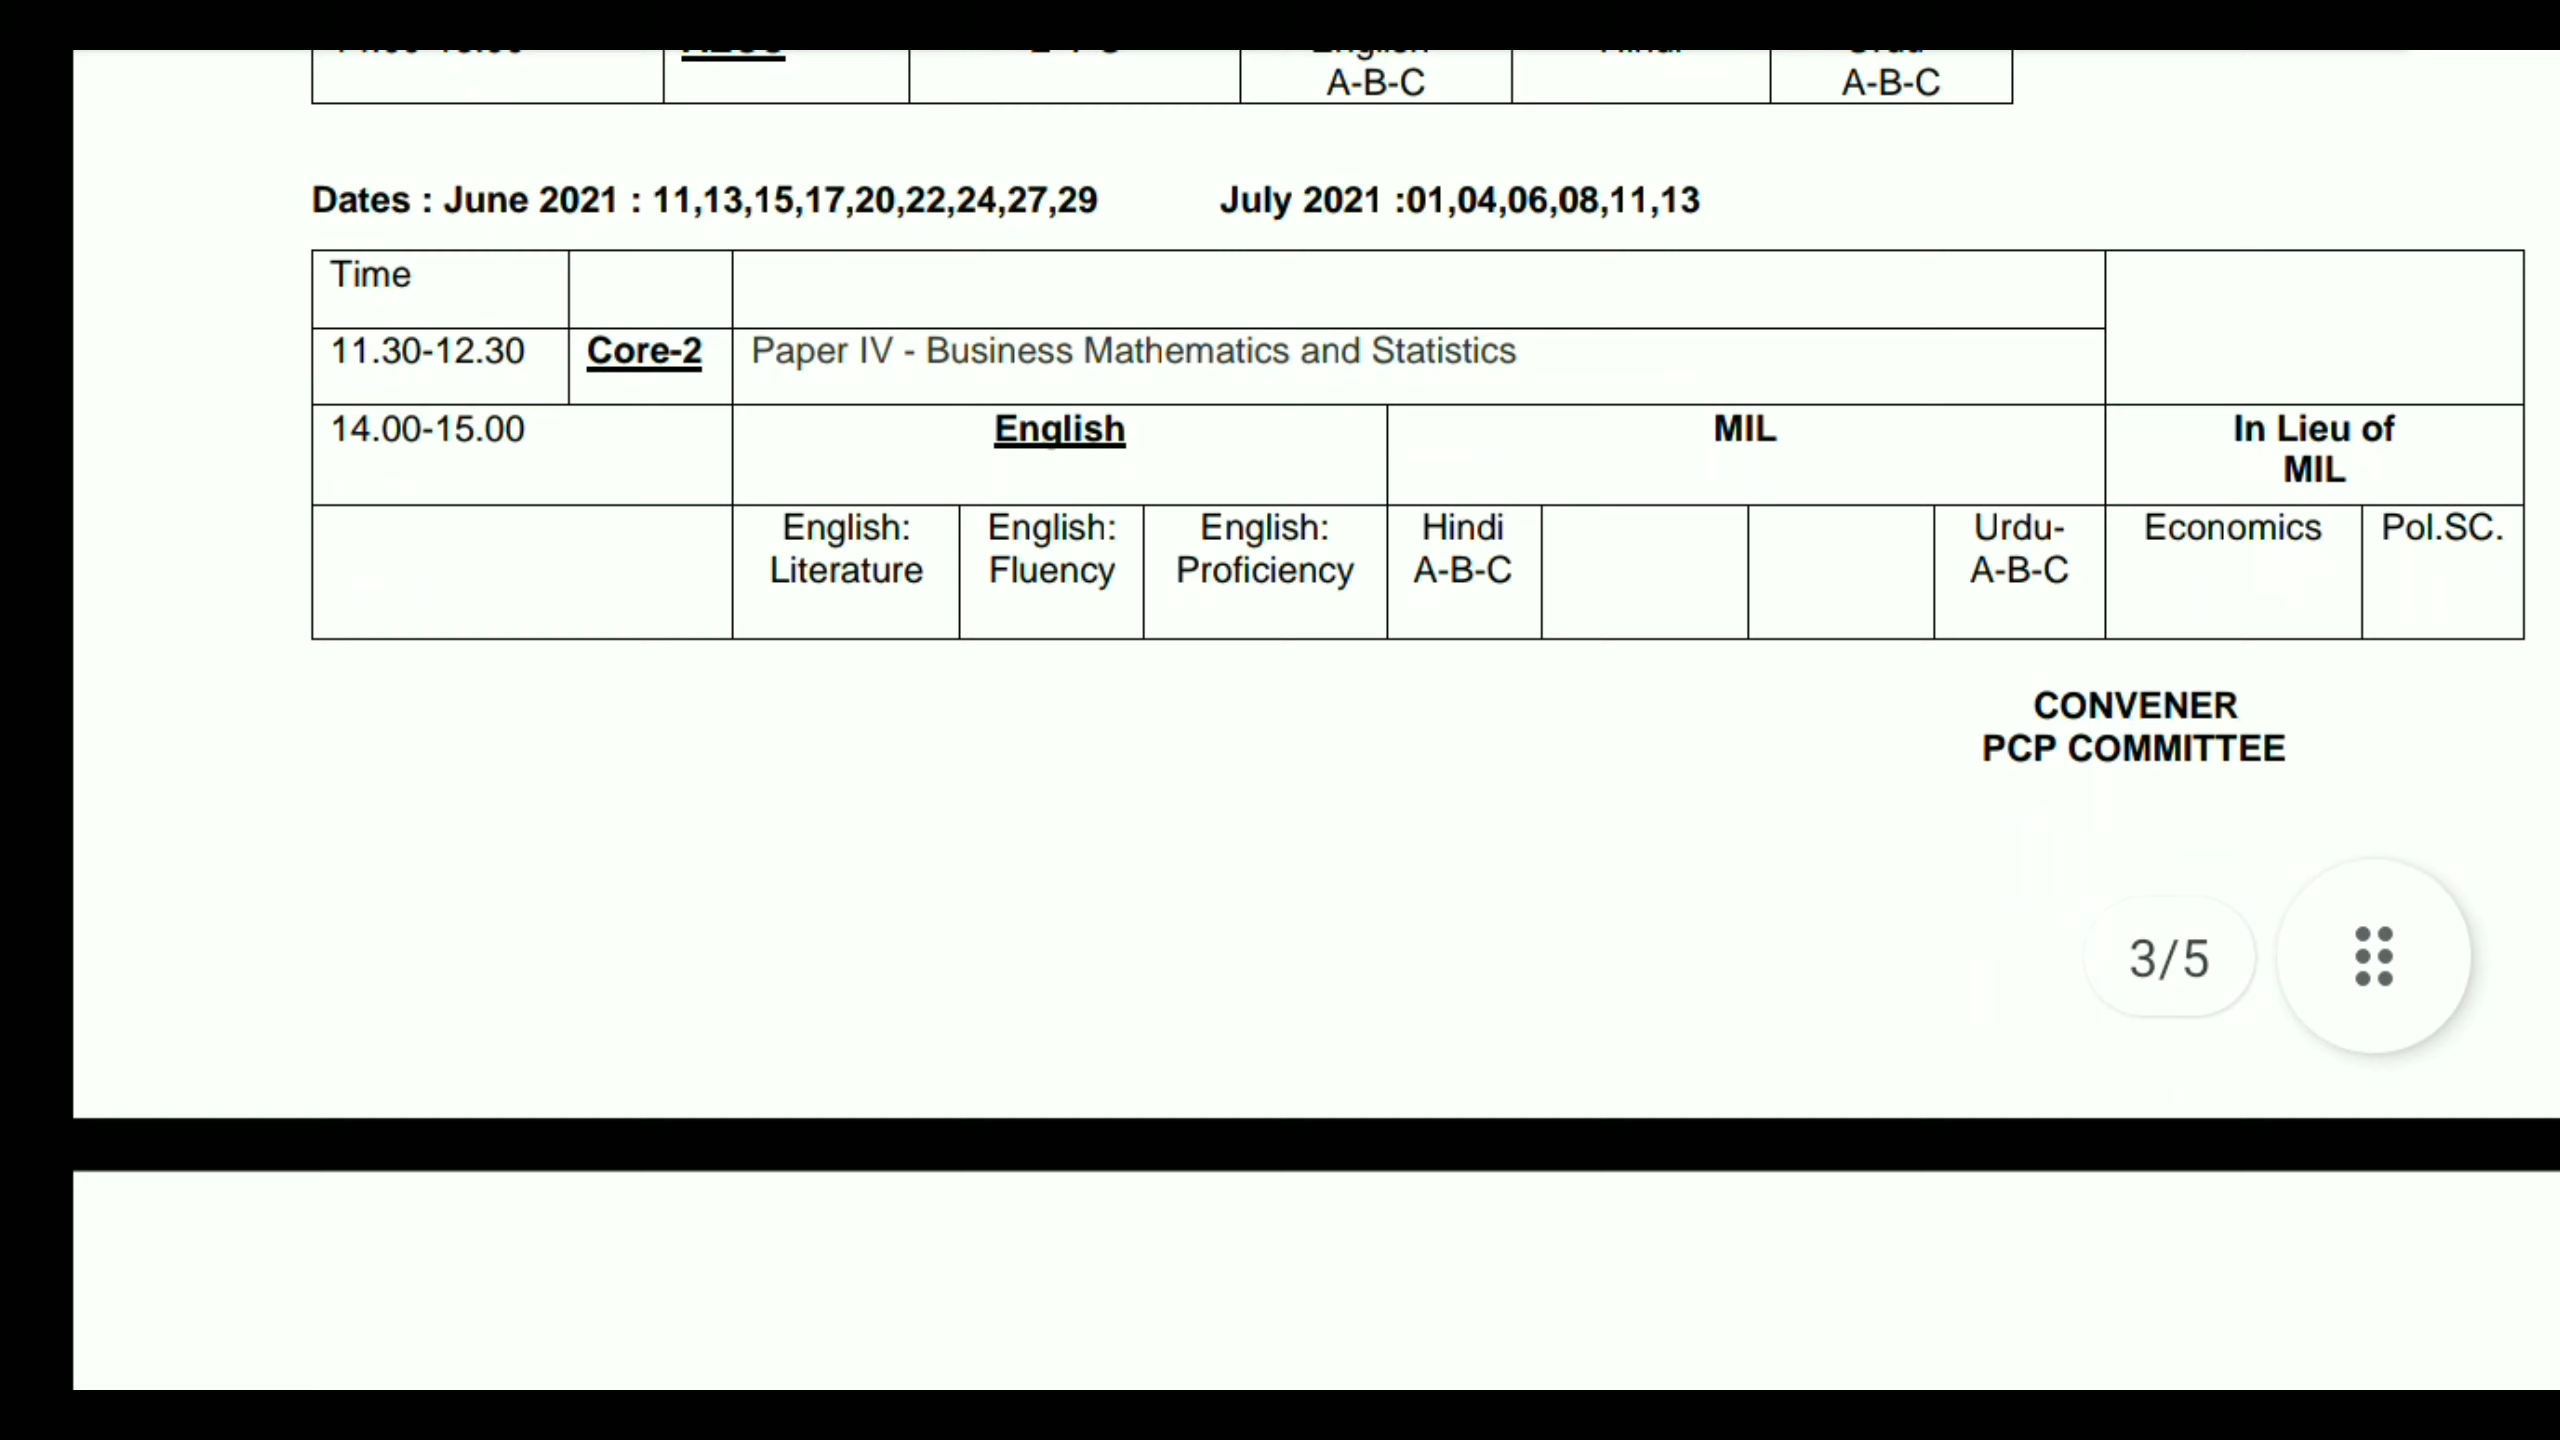 A-B-C A-B-C
Dates : June 2021 : 11,13,15,17,20,22,24,27,29 July 2021 :01,04,06,08,11,13
Time
11.30-12.30 Core-2 Paper IV - Business Mathematics and Statistics
14.00-15.00 English MIL In Lieu of
MIL
English: English: English: Hindi Urdu- Economics Pol.SC.
Literature Fluency Proficiency A-B-C A-B-C
CONVENER
PCP COMMITTEE
3/5